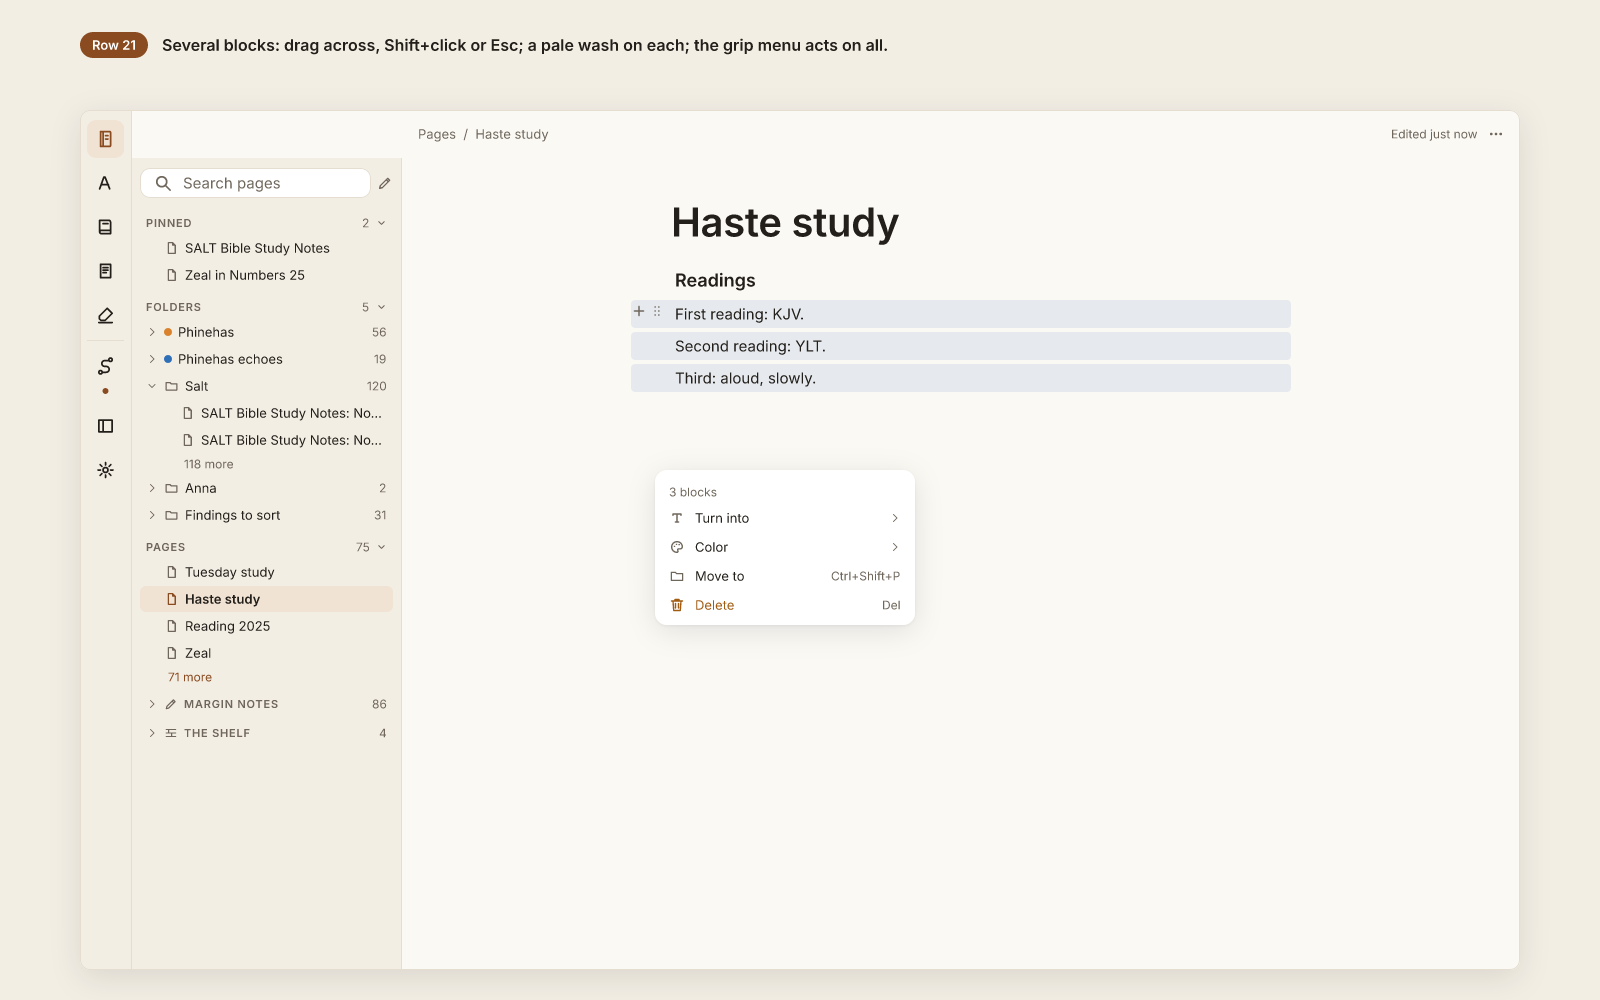 Row 21
Several blocks: drag across, Shift+click or Esc; a pale wash on each; the grip menu acts on all.
Pages / Haste study
Edited just now
Search pages
PINNED 2
SALT Bible Study Notes
Zeal in Numbers 25
FOLDERS 5
Phinehas 56
Phinehas echoes 19
Salt 120
SALT Bible Study Notes: No...
SALT Bible Study Notes: No...
118 more
Anna 2
Findings to sort 31
PAGES 75
Tuesday study
Haste study
Reading 2025
Zeal
71 more
MARGIN NOTES 86
THE SHELF 4
Haste study
Readings
First reading: KJV.
Second reading: YLT.
Third: aloud, slowly.
3 blocks
Turn into
Color
Move to Ctrl+Shift+P
Delete Del